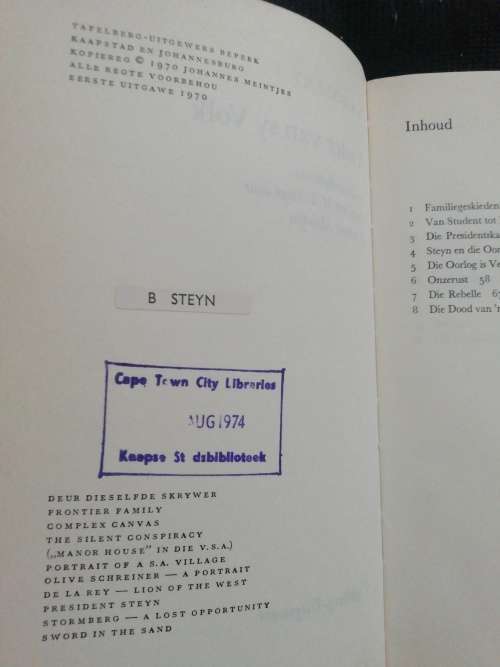 TAFELBERG-UITGEWERS BEPERK
KAAPSTAD EN JOHANNESBURG
KOPIEREG © 1970 JOHANNES MEINTJES
ALLE REGTE VOORBEHOU
EERSTE UITGAWE 1970
B STEYN
Cape Town City Libraries
AUG 1974
Kaapse St dsbiblioteek
DEUR DIESELFDE SKRYWER
FRONTIER FAMILY
COMPLEX CANVAS
THE SILENT CONSPIRACY
(„MANOR HOUSE" IN DIE V.S.A.)
PORTRAIT OF A S.A. VILLAGE
OLIVE SCHREINER — A PORTRAIT
DE LA REY — LION OF THE WEST
PRESIDENT STEYN
STORMBERG — A LOST OPPORTUNITY
SWORD IN THE SAND
Inhoud
1 Familiegeskieden
2 Van Student tot
3 Die Presidentska
4 Steyn en die Oor
5 Die Oorlog is Ve
6 Onzerust 58
7 Die Rebelle
8 Die Dood van 'n